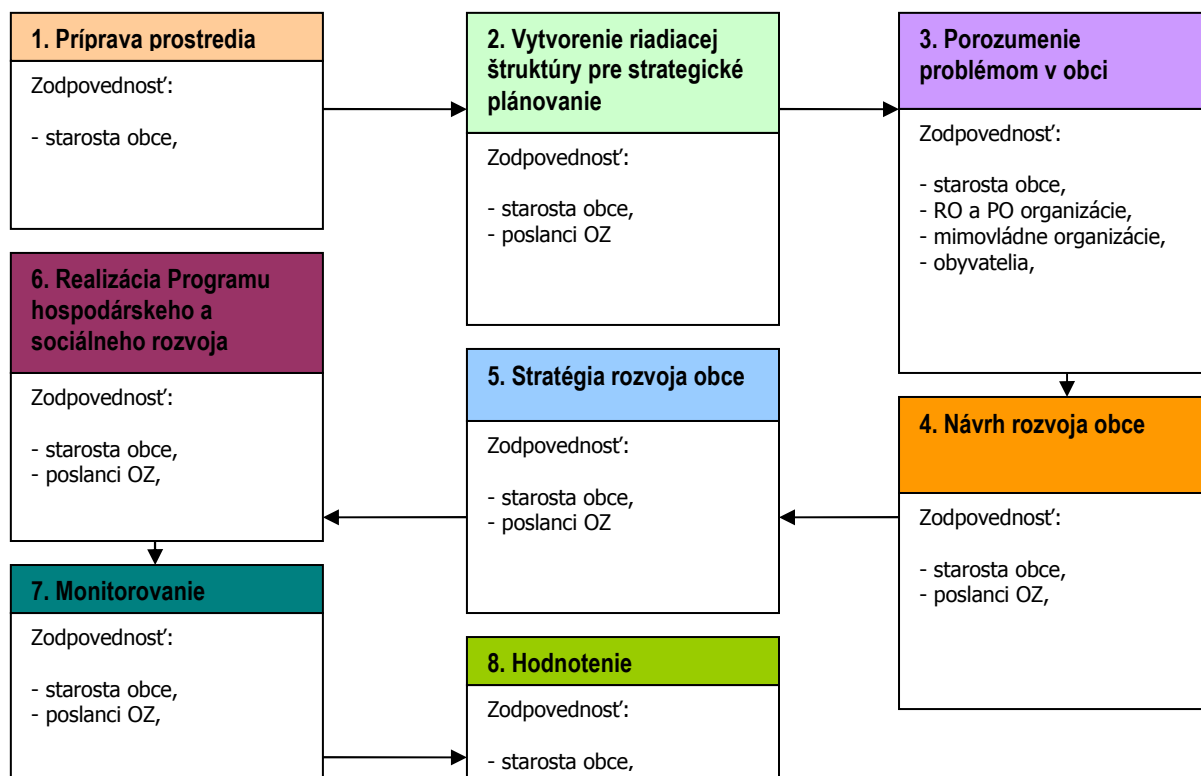 1. Príprava prostredia
Zodpovednosť:
- starosta obce,
2. Vytvorenie riadiacej
štruktúry pre strategické
plánovanie
Zodpovednosť:
- starosta obce,
- poslanci OZ
3. Porozumenie
problémom v obci
Zodpovednosť:
- starosta obce,
- RO a PO organizácie,
- mimovládne organizácie,
- obyvatelia,
4. Návrh rozvoja obce
Zodpovednosť:
- starosta obce,
- poslanci OZ,
5. Stratégia rozvoja obce
Zodpovednosť:
- starosta obce,
- poslanci OZ
6. Realizácia Programu
hospodárskeho a
sociálneho rozvoja
Zodpovednosť:
- starosta obce,
- poslanci OZ,
7. Monitorovanie
Zodpovednosť:
- starosta obce,
- poslanci OZ,
8. Hodnotenie
Zodpovednosť:
- starosta obce,